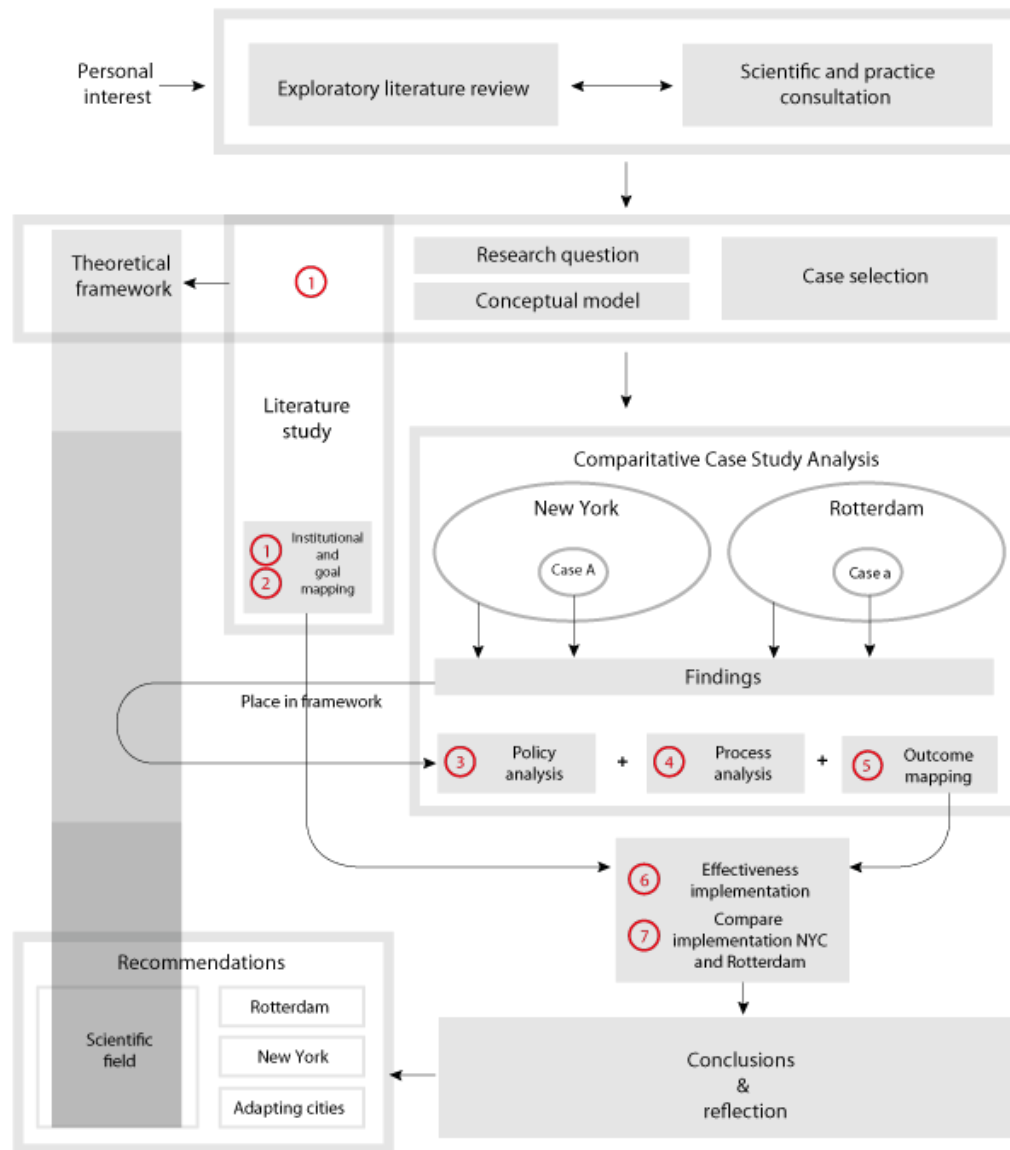 Personal
interest
Exploratory literature review
Scientific and practice
consultation
Theoretical
framework
1
Research question
Conceptual model
Case selection
Literature
study
1
2
Institutional
and
goal
mapping
Comparitative Case Study Analysis
New York
Case A
Rotterdam
Case a
Findings
Place in framework
3
Policy
analysis
+
4
Process
analysis
+
5
Outcome
mapping
6
Effectiveness
implementation
7
Compare
implementation NYC
and Rotterdam
Recommendations
Scientific
field
Rotterdam
New York
Adapting cities
Conclusions
&
reflection